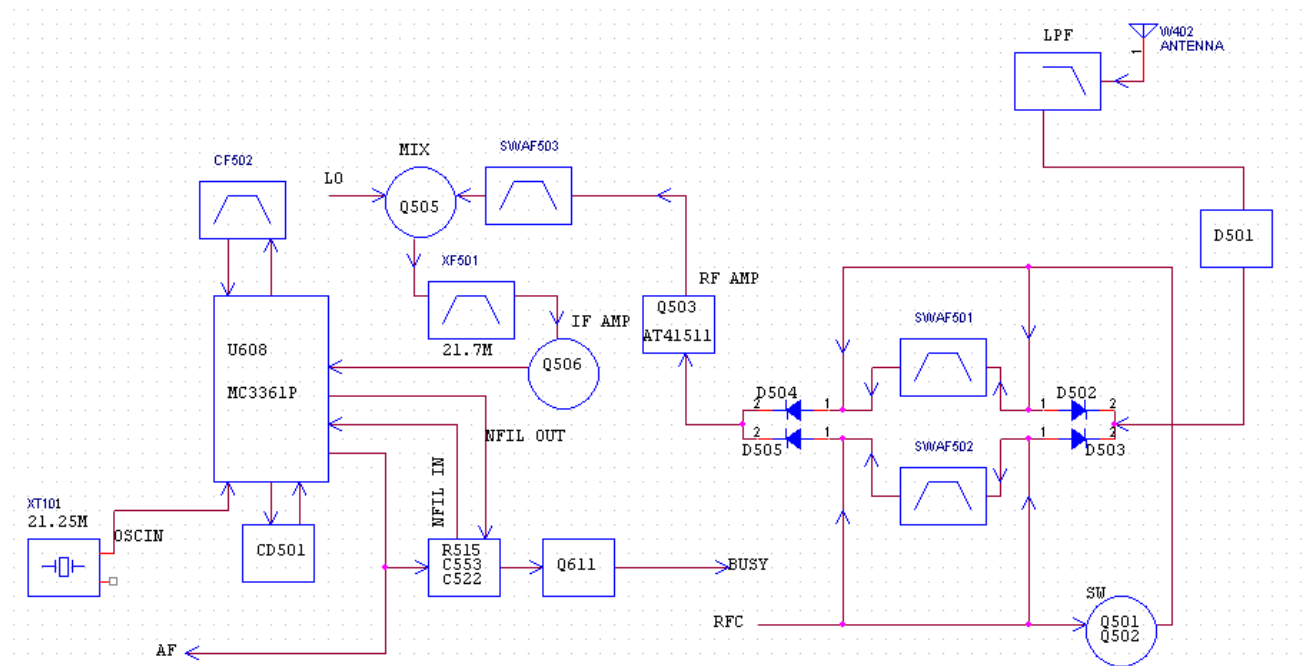 W402
ANTENNA
1
LPF
MIX
SWAF503
CF502
LO
Q505
D501
XF501
RF AMP
Q503
AT41511
SWAF501
IF AMP
21.7M
Q506
U608
MC3361P
D504
D502
2
1
1
2
2
1
1
2
D505
D503
SWAF502
NFIL OUT
NFIL IN
XT101
21.25M
OSCIN
CD501
R515
C553
C522
Q611
BUSY
SW
RFC
Q501
Q502
AF